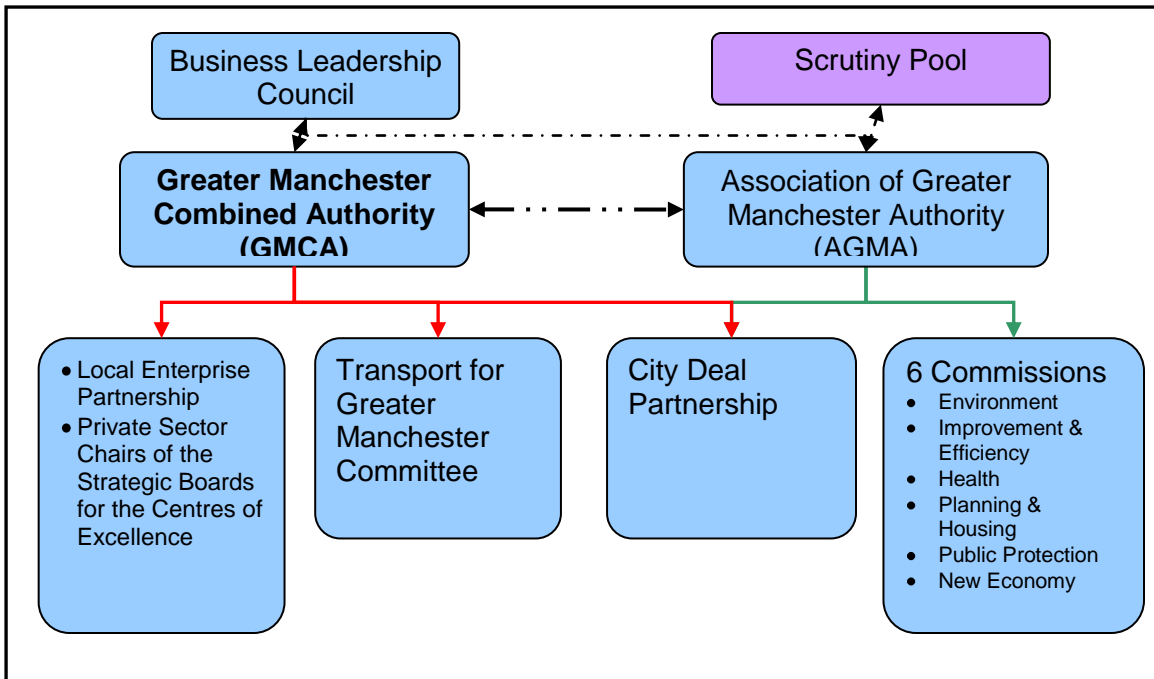 Business Leadership
Council
Scrutiny Pool
Greater Manchester
Combined Authority
(GMCA)
Association of Greater
Manchester Authority
(AGMA)
• Local Enterprise
Partnership
• Private Sector
Chairs of the
Strategic Boards
for the Centres of
Excellence
Transport for
Greater
Manchester
Committee
City Deal
Partnership
6 Commissions
• Environment
• Improvement &
Efficiency
• Health
• Planning &
Housing
• Public Protection
• New Economy